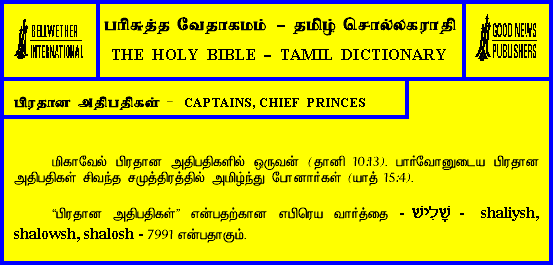 BELLWETHER
INTERNATIONAL
பரிசுத்த வேதாகமம் – தமிழ் சொல்லகராதி
THE HOLY BIBLE – TAMIL DICTIONARY
GOOD NEWS
PUBLISHERS
பிரதான அதிபதிகள் – CAPTAINS, CHIEF PRINCES
மிகாவேல் பிரதான அதிபதிகளில் ஒருவன் (தானி 10:13). பார்வோனுடைய பிரதான
அதிபதிகள் சிவந்த சமுத்திரத்தில் அமிழ்ந்து போனார்கள் (யாத் 15:4).
“பிரதான அதிபதிகள்” என்பதற்கான எபிரெய வார்த்தை - שָׁלִישׁ - shaliysh,
shalowsh, shalosh - 7991 என்பதாகும்.